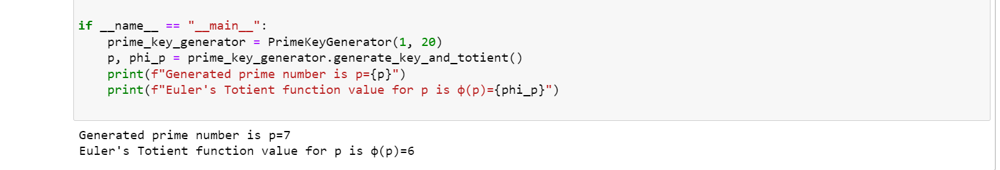 if __name__ == "__main__":
    prime_key_generator = PrimeKeyGenerator(1, 20)
    p, phi_p = prime_key_generator.generate_key_and_totient()
    print(f"Generated prime number is p={p}")
    print(f"Euler's Totient function value for p is ϕ(p)={phi_p}")
Generated prime number is p=7
Euler's Totient function value for p is ϕ(p)=6